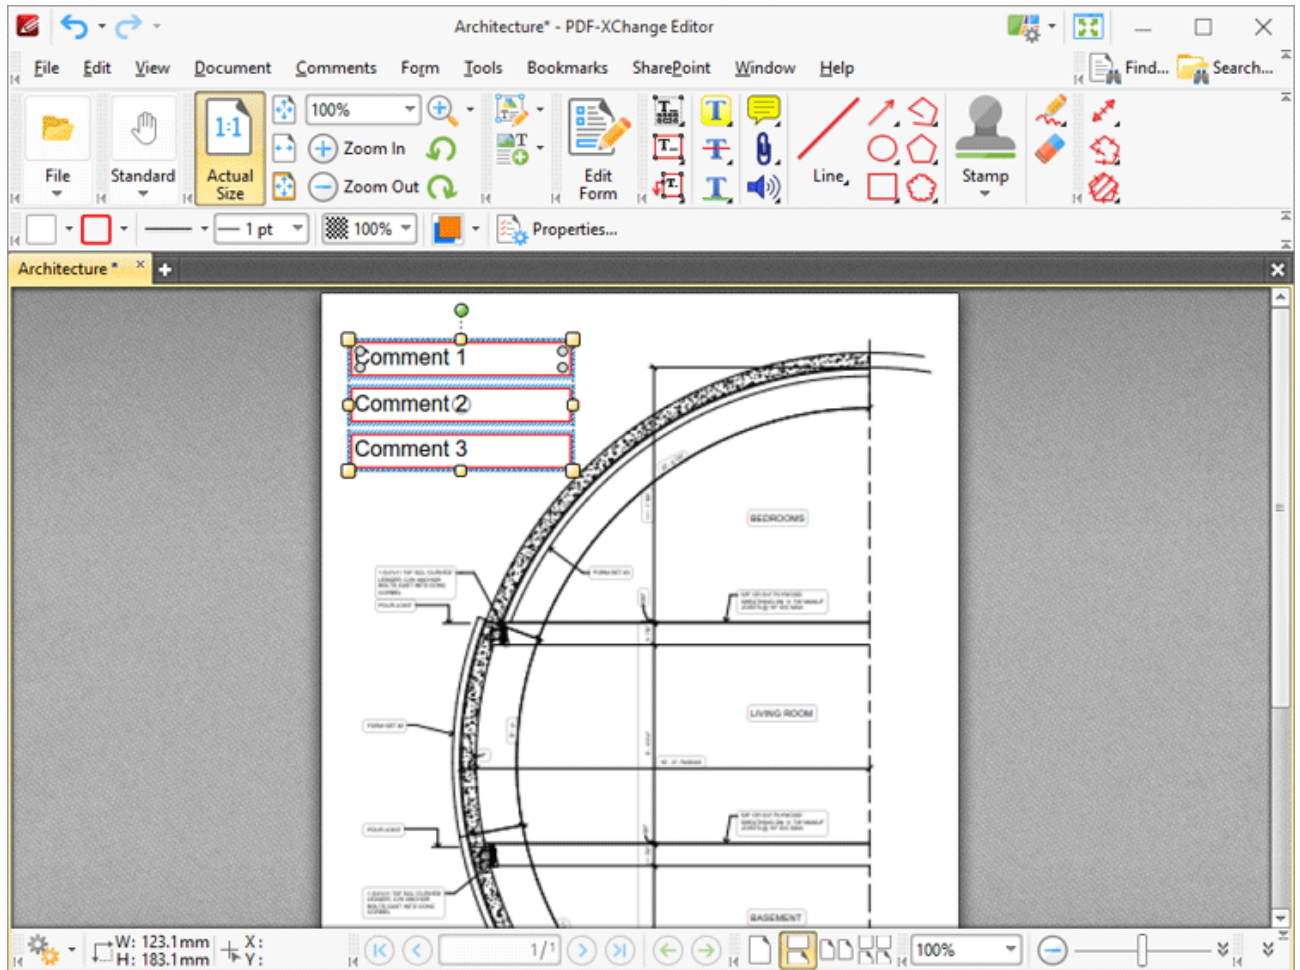 Architecture* - PDF-XChange Editor
File Edit View Document Comments Form Tools Bookmarks SharePoint Window Help
Find... Search...
100%
1:1
Zoom In
Zoom Out
File
Standard
Actual Size
Edit Form
Line
Stamp
1 pt
100%
Properties...
Architecture *
Comment 1
Comment 2
Comment 3
BEDROOMS
LIVING ROOM
BASEMENT
W: 123.1mm
H: 183.1mm
X:
Y:
1/1
100%